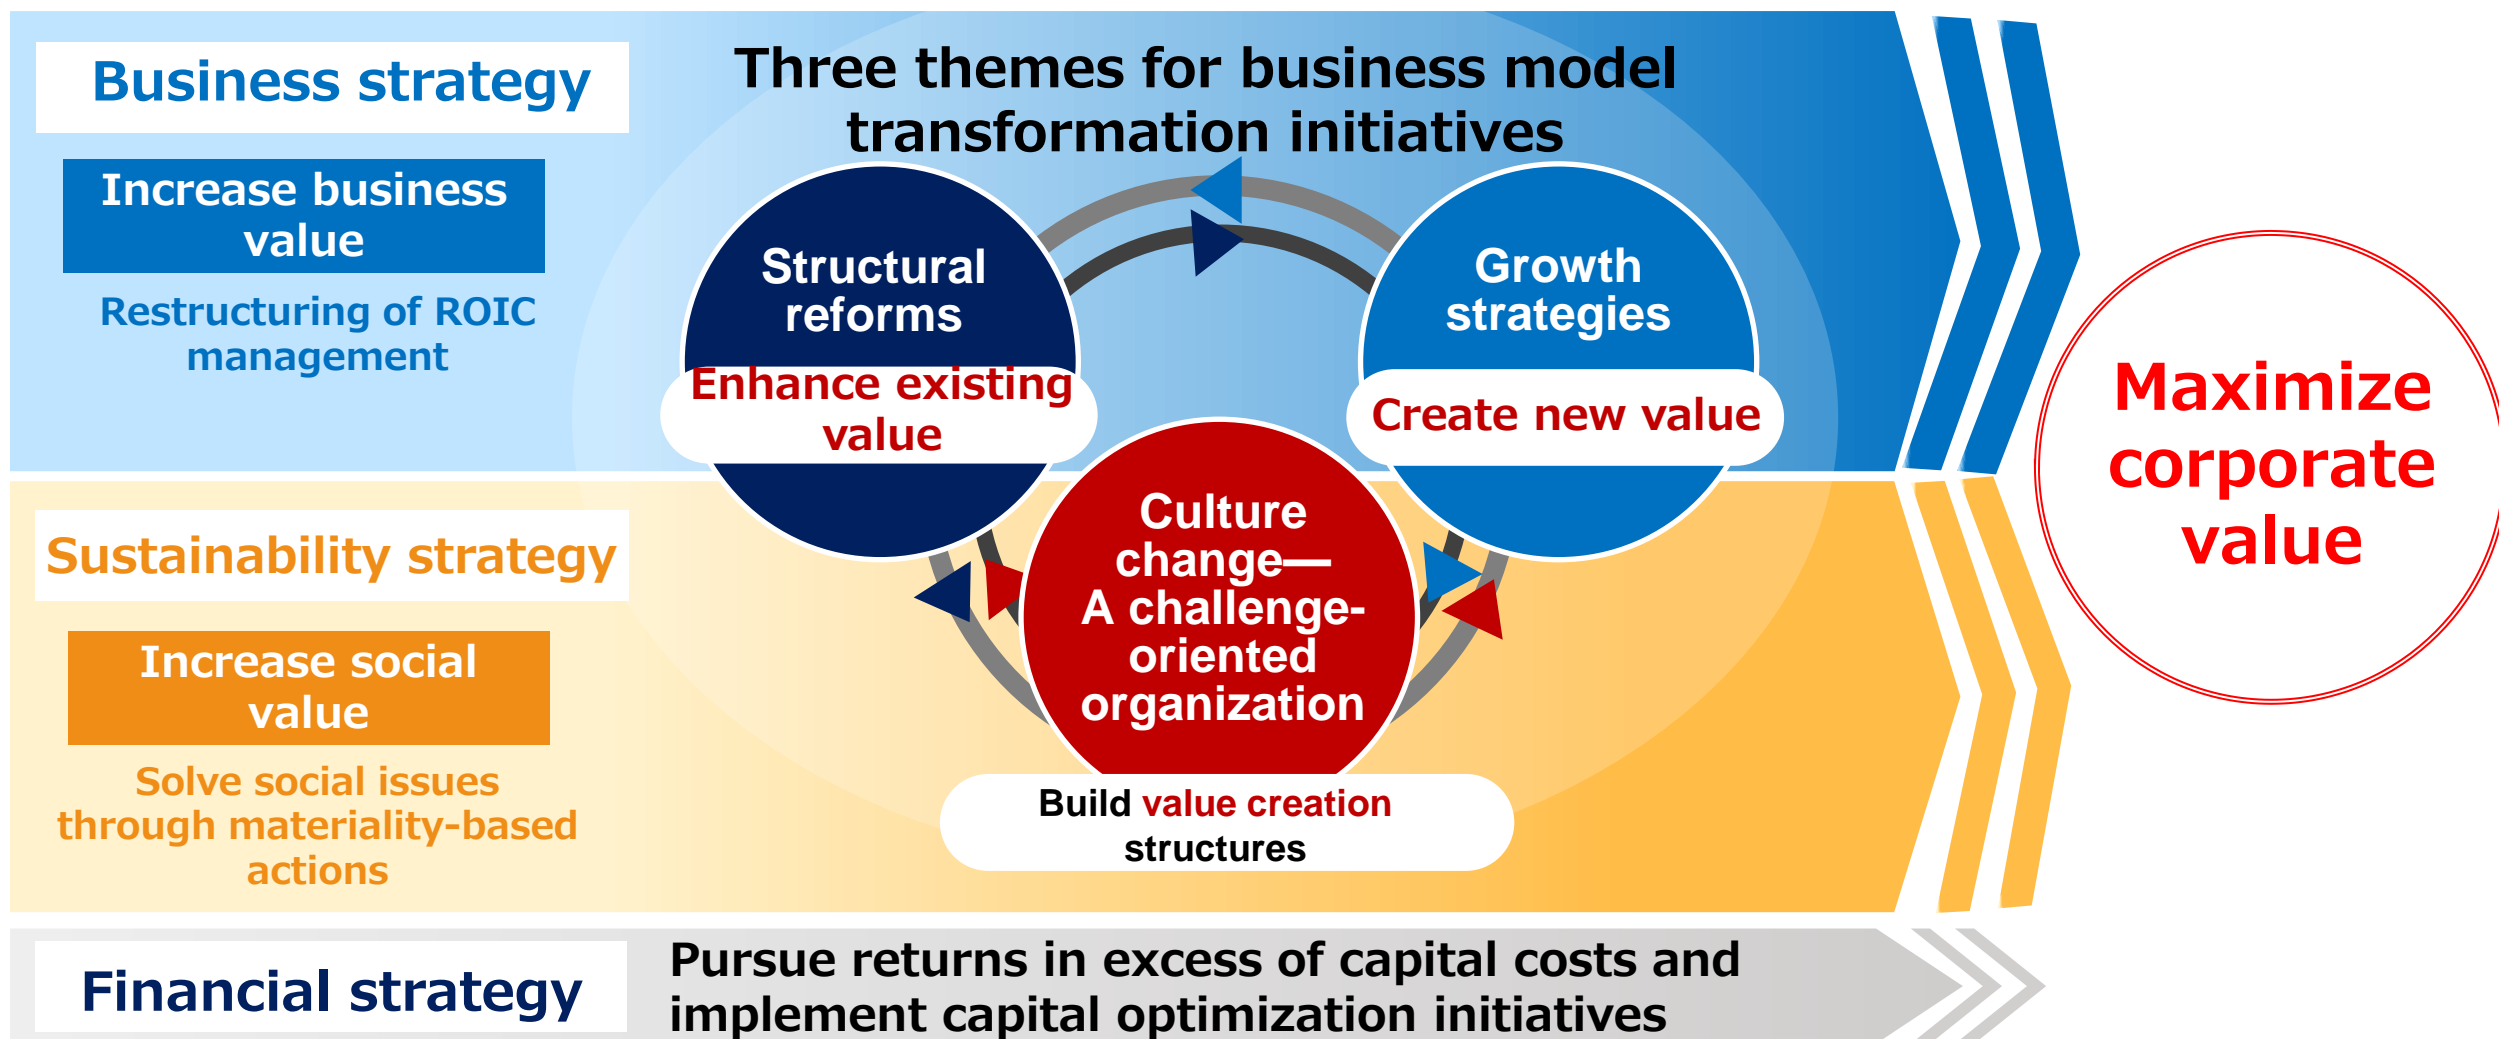 Business strategy
Increase business
value
Restructuring of ROIC
management
Three themes for business model
transformation initiatives
Structural
reforms
Enhance existing
value
Growth
strategies
Create new value
Culture
change—
A challenge-
oriented
organization
Build value creation
structures
Sustainability strategy
Increase social
value
Solve social issues
through materiality-based
actions
Maximize
corporate
value
Financial strategy
Pursue returns in excess of capital costs and
implement capital optimization initiatives